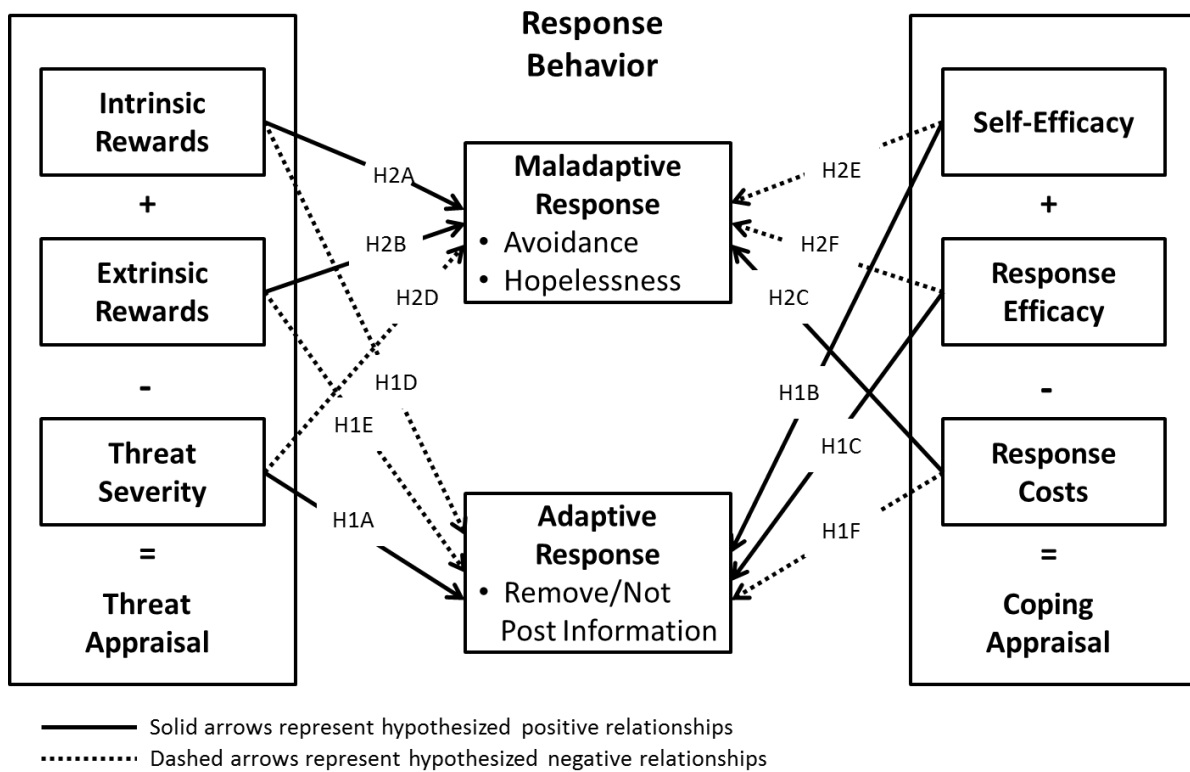 Response
Behavior
Intrinsic
Rewards
+
Extrinsic
Rewards
-
Threat
Severity
=
Threat
Appraisal
H2A
H2B
H2D
H1D
H1E
H1A
Maladaptive
Response
• Avoidance
• Hopelessness
Adaptive
Response
• Remove/Not
Post Information
H2E
H2F
H2C
H1B
H1C
H1F
Self-Efficacy
+
Response
Efficacy
-
Response
Costs
=
Coping
Appraisal
Solid arrows represent hypothesized positive relationships
Dashed arrows represent hypothesized negative relationships